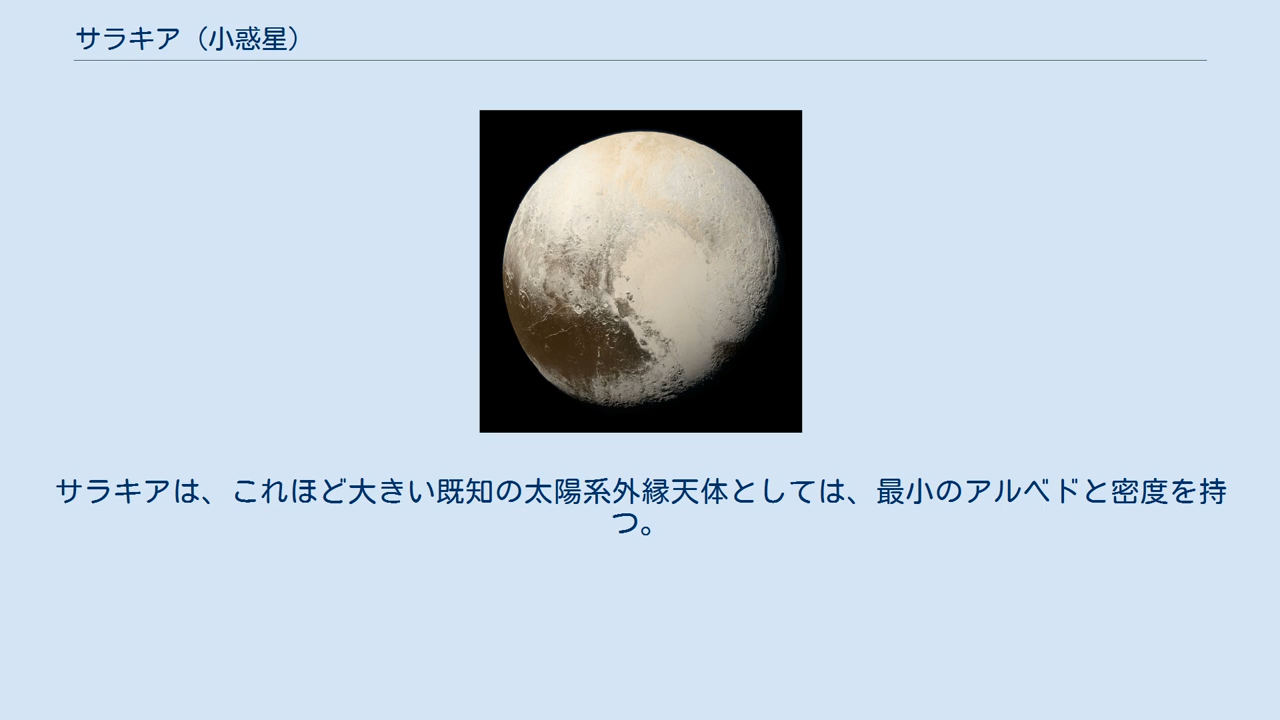 サラキア（小惑星）
サラキアは、これほど大きい既知の太陽系外縁天体としては、最小のアルベドと密度を持
つ。